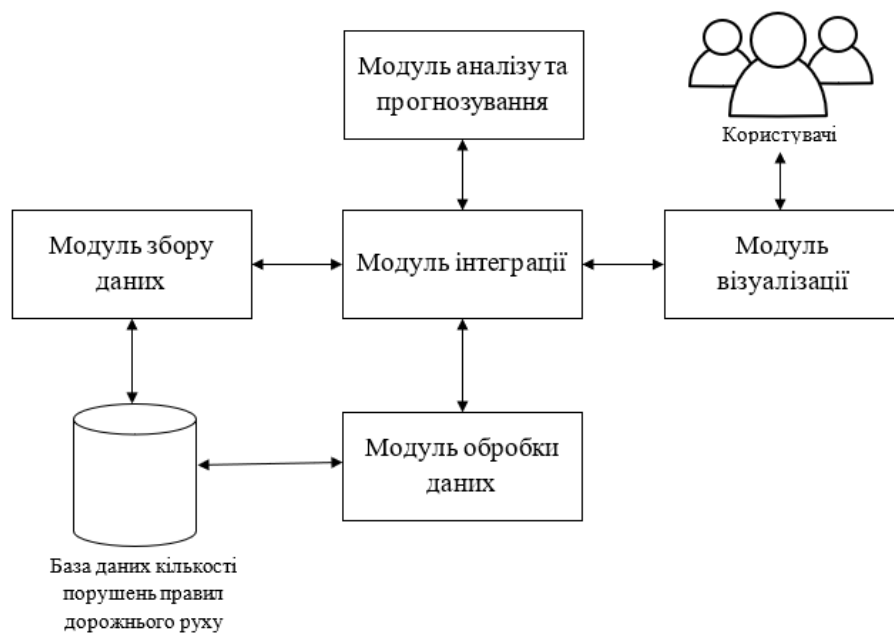 Модуль аналізу та
прогнозування
Користувачі
Модуль збору
даних
Модуль інтеграції
Модуль
візуалізації
Модуль обробки
даних
База даних кількості
порушень правил
дорожнього руху